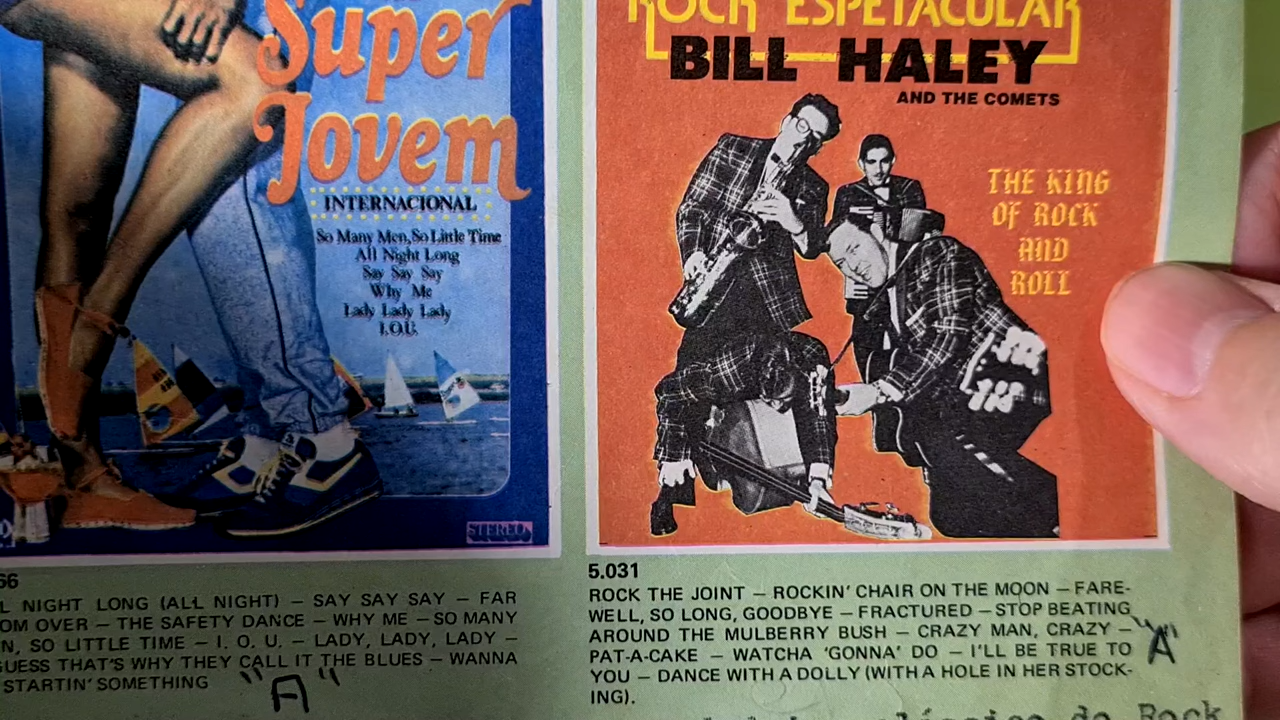 Super
Jovem
INTERNACIONAL
So Many Men, So Little Time
All Night Long
Say Say Say
Why Me
Lady Lady Lady
I.O.U.
STEREO
66
L NIGHT LONG (ALL NIGHT) — SAY SAY SAY — FAR
OM OVER — THE SAFETY DANCE — WHY ME — SO MANY
N, SO LITTLE TIME — I. O. U. — LADY, LADY, LADY —
GUESS THAT'S WHY THEY CALL IT THE BLUES — WANNA
STARTIN' SOMETHING
"A"
ROCK ESPETACULAR
BILL HALEY
AND THE COMETS
THE KING
OF ROCK
AND
ROLL
5.031
ROCK THE JOINT — ROCKIN' CHAIR ON THE MOON — FARE-
WELL, SO LONG, GOODBYE — FRACTURED — STOP BEATING
AROUND THE MULBERRY BUSH — CRAZY MAN, CRAZY —
PAT-A-CAKE — WATCHA 'GONNA' DO — I'LL BE TRUE TO
YOU — DANCE WITH A DOLLY (WITH A HOLE IN HER STOCK-
ING).
"A"
do Rock